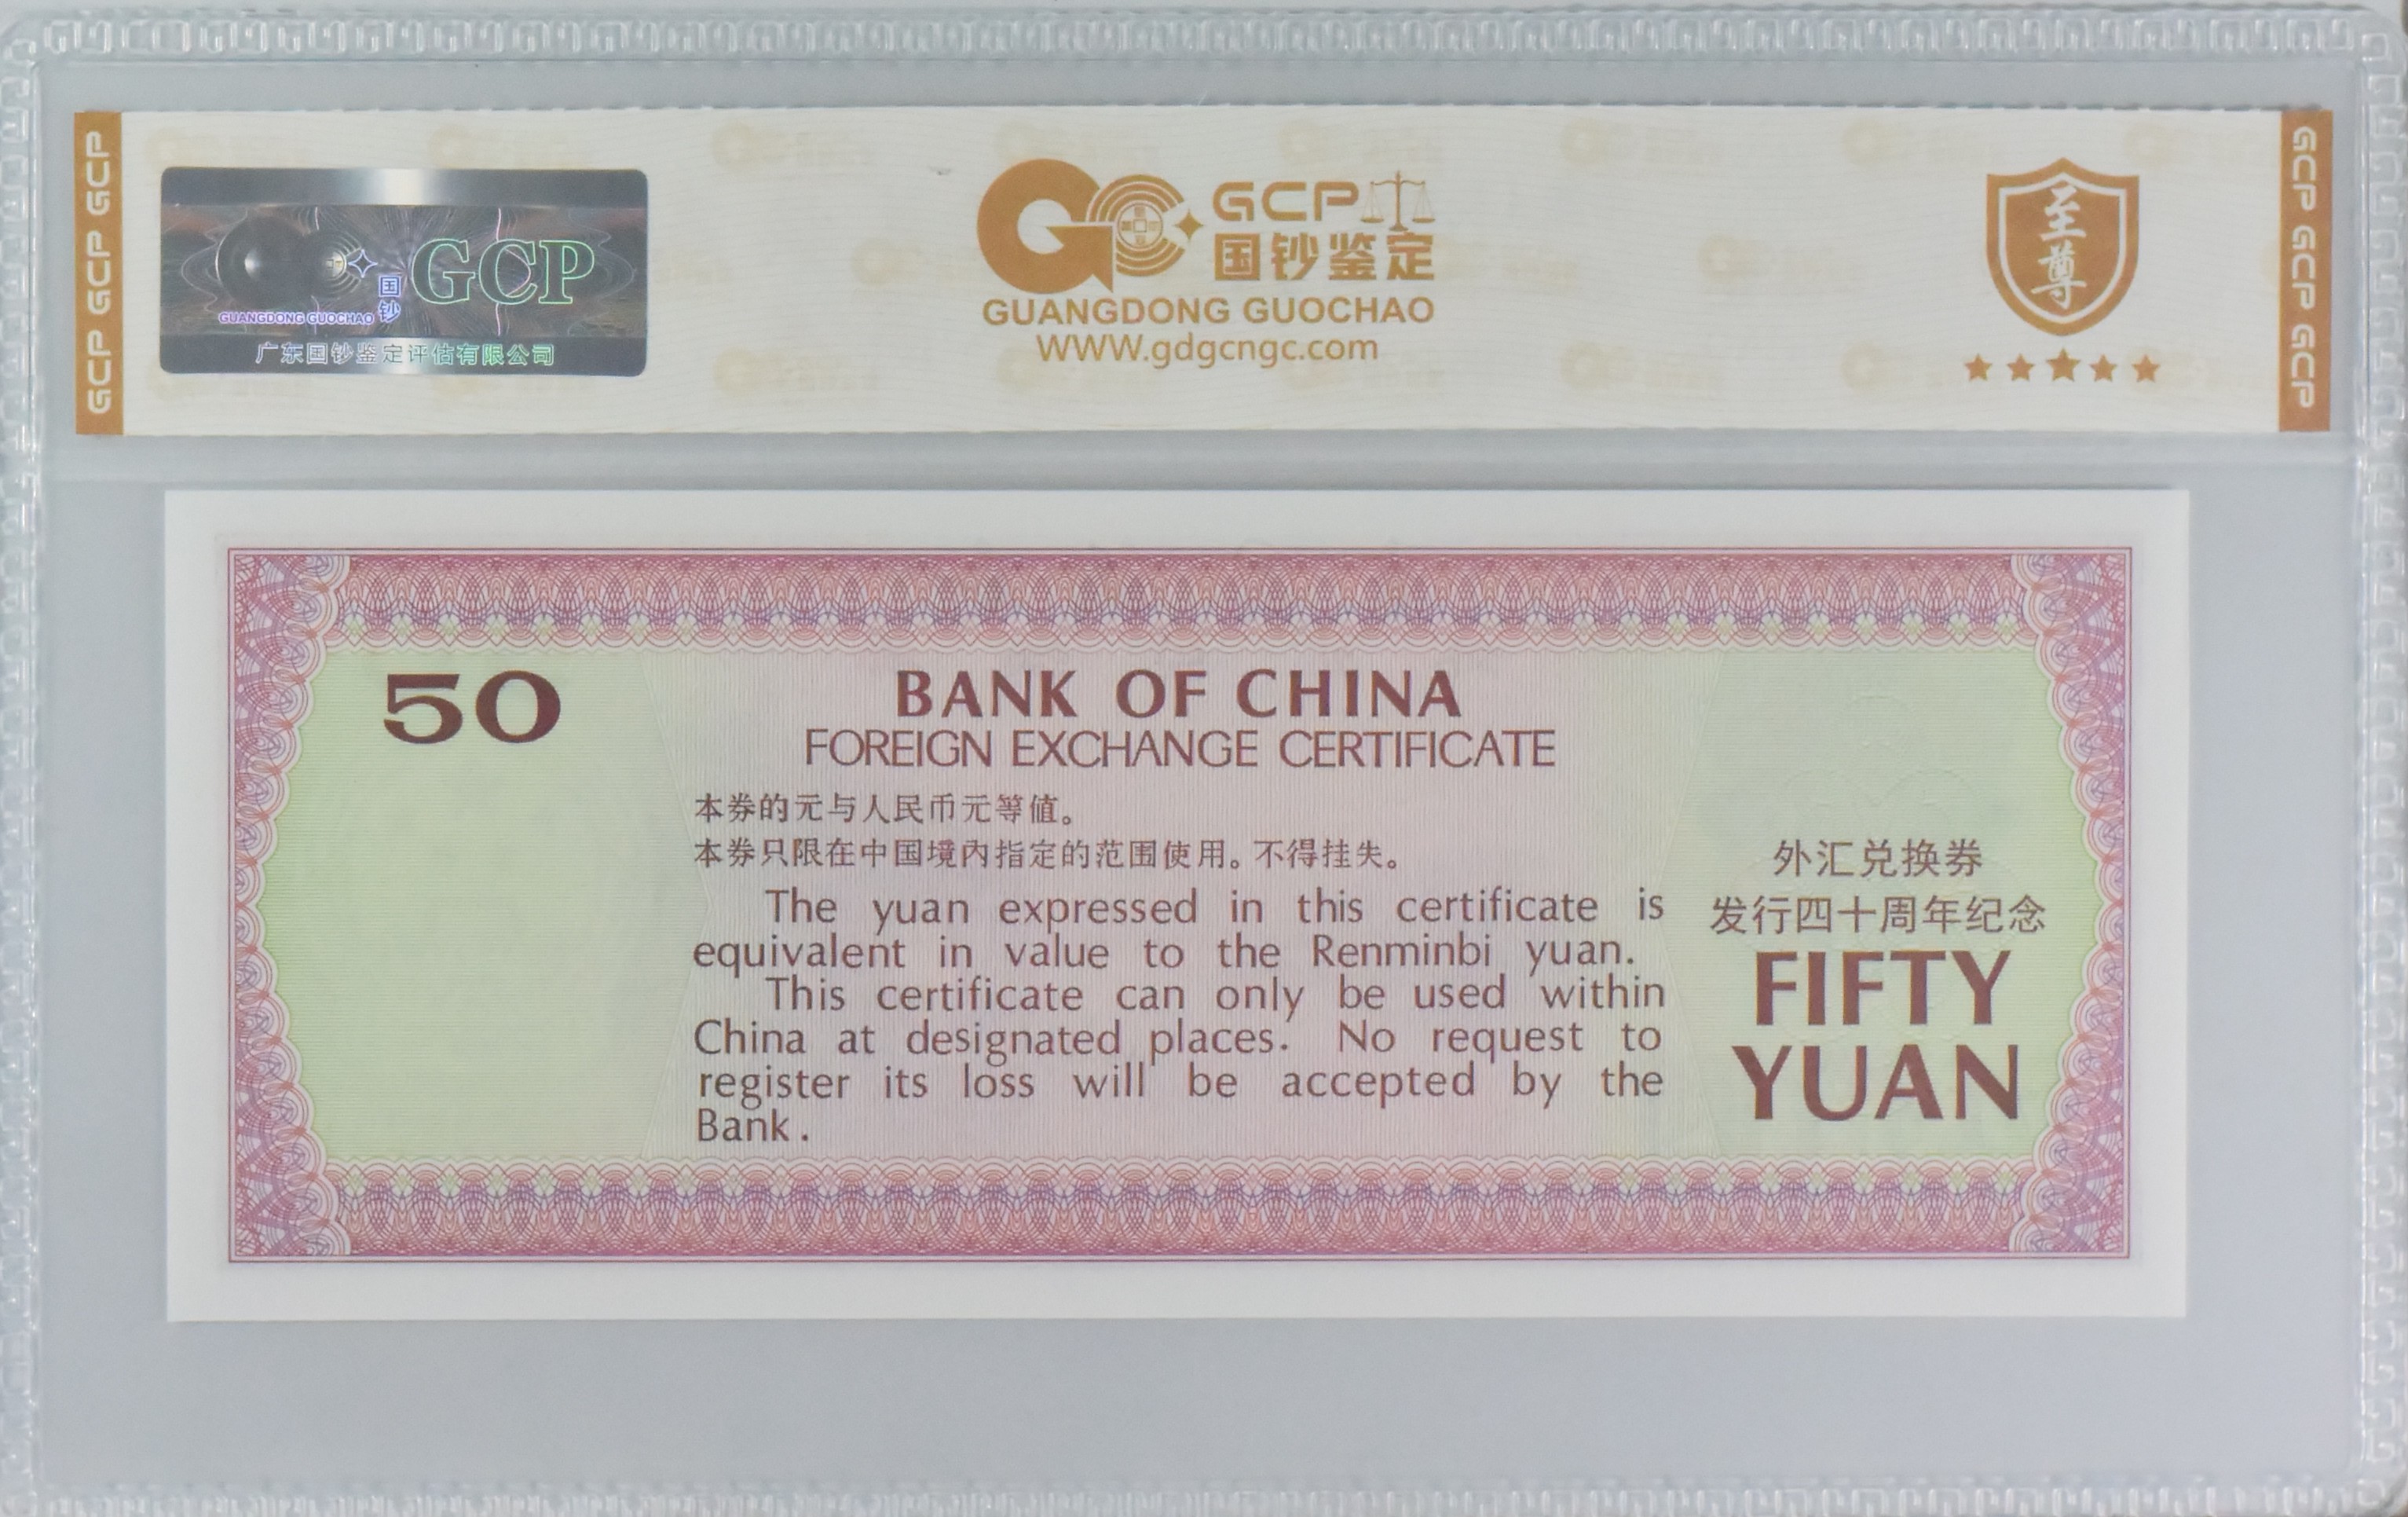 GCP GCP GCP
国钞
GCP
GUANGDONG GUOCHAO
广东国钞鉴定评估有限公司
GCP
国钞鉴定
GUANGDONG GUOCHAO
WWW.gdgcngc.com
至尊
GCP GCP GCP
50
BANK OF CHINA
FOREIGN EXCHANGE CERTIFICATE
本券的元与人民币元等值。
本券只限在中国境内指定的范围使用。不得挂失。
The yuan expressed in this certificate is
equivalent in value to the Renminbi yuan.
This certificate can only be used within
China at designated places. No request to
register its loss will be accepted by the
Bank.
外汇兑换券
发行四十周年纪念
FIFTY
YUAN